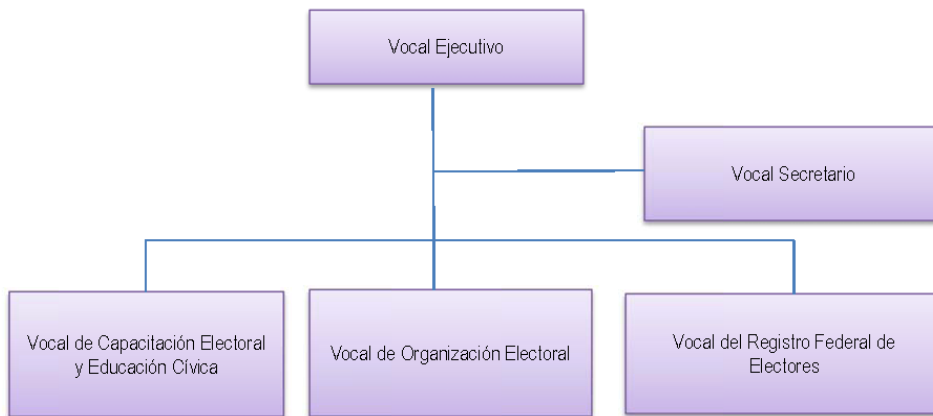 Vocal Ejecutivo
Vocal Secretario
Vocal de Capacitación Electoral
y Educación Cívica
Vocal de Organización Electoral
Vocal del Registro Federal de
Electores